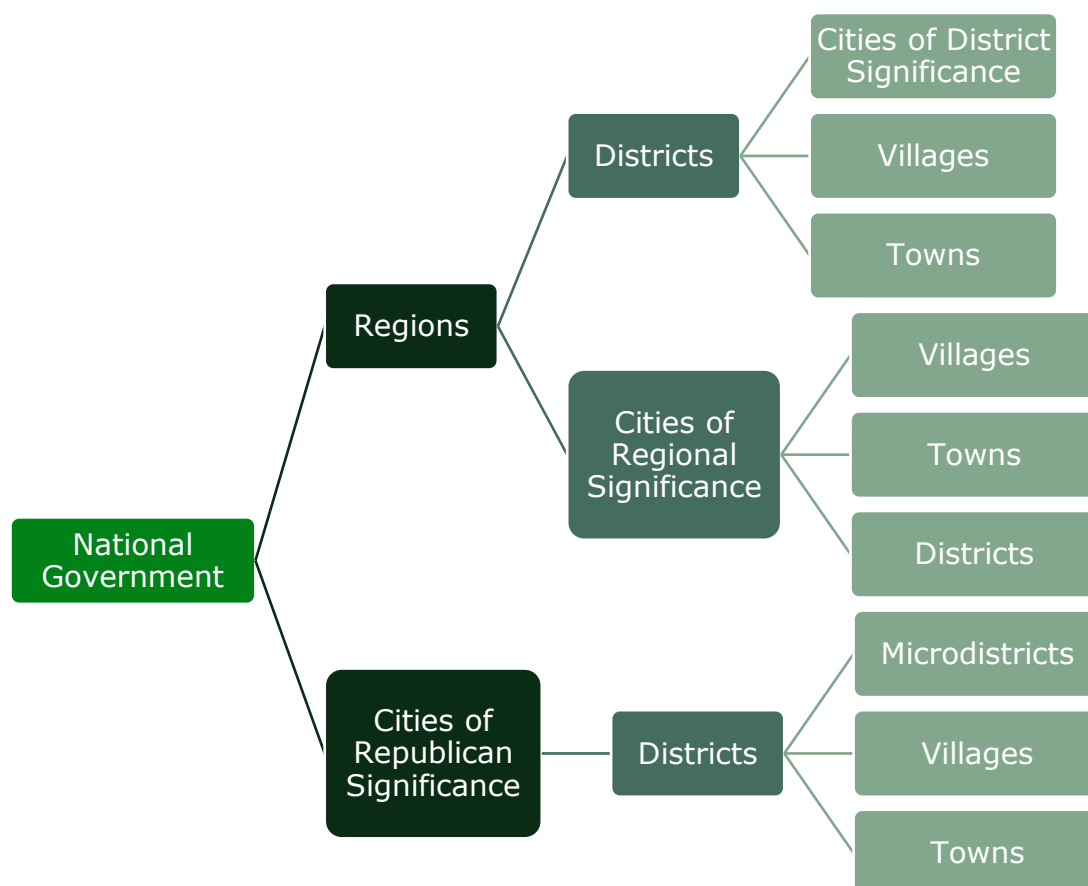 Cities of District
Significance
Districts
Villages
Towns
Regions
Villages
Cities of
Regional
Significance
Towns
Districts
National
Government
Microdistricts
Cities of
Republican
Significance
Districts
Villages
Towns